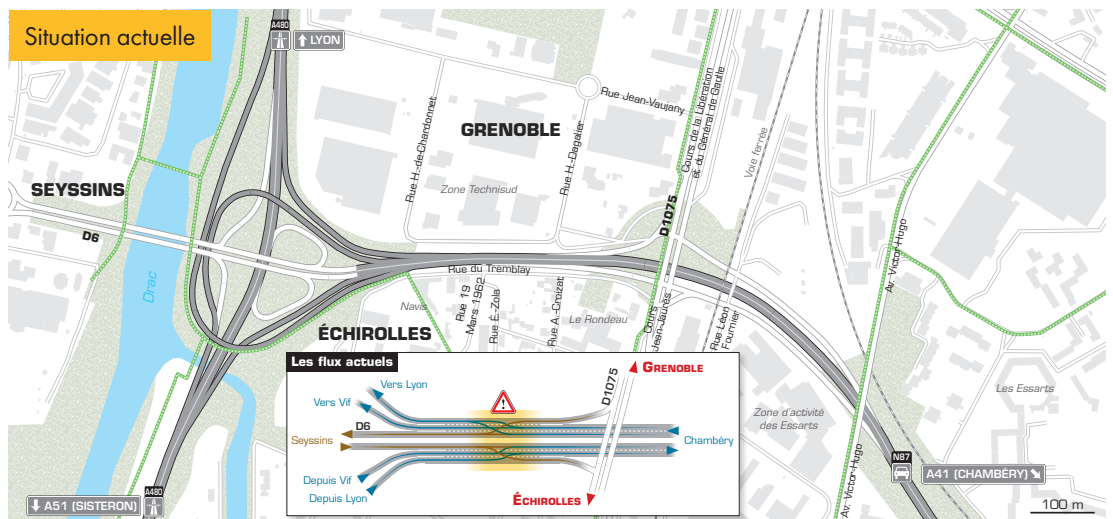 Situation actuelle
A480
↑ LYON
GRENOBLE
Rue Jean-Vaujany
Rue H.-de-Chardonnet
Rue H.-Dagalier
Cours de la Libération
et du Général de Gaulle
Voie ferrée
Zone Technisud
SEYSSINS
D6
Drac
D1075
Av. Victor-Hugo
Rue du Tremblay
Navis
Rue 19
Mars 1962
Rue É.-Zola
Rue A.-Crouzat
Le Rondeau
Cours
Jean-Jaurès
Rue Léon
Fournier
ÉCHIROLLES
Les flux actuels
Vers Lyon
Vers Vif
D6
Seyssins
D1075
GRENOBLE
Chambéry
Depuis Vif
Depuis Lyon
ÉCHIROLLES
Les Essarts
Zone d'activité
des Essarts
Av. Victor-Hugo
N87
A41 (CHAMBÉRY) ↘
A480
↓ A51 (SISTERON)
100 m